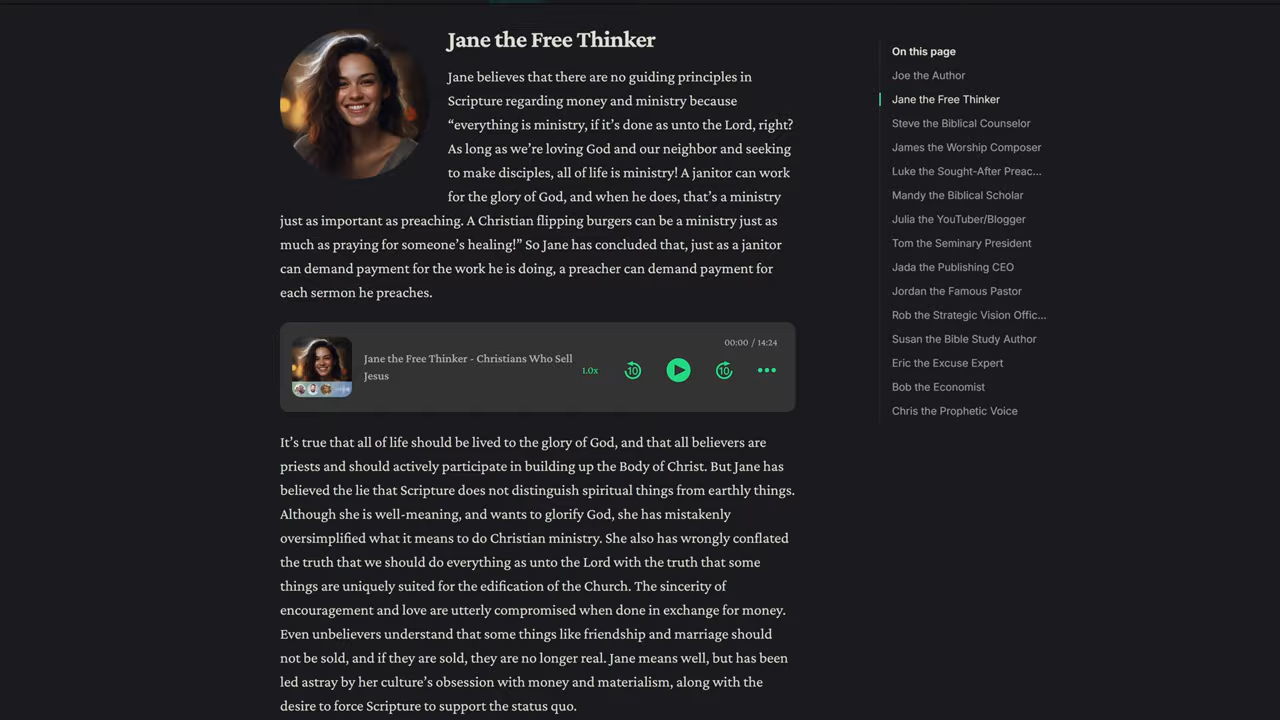 Jane the Free Thinker
Jane believes that there are no guiding principles in
Scripture regarding money and ministry because
“everything is ministry, if it’s done as unto the Lord, right?
As long as we’re loving God and our neighbor and seeking
to make disciples, all of life is ministry! A janitor can work
for the glory of God, and when he does, that’s a ministry
just as important as preaching. A Christian flipping burgers can be a ministry just as
much as praying for someone’s healing!” So Jane has concluded that, just as a janitor
can demand payment for the work he is doing, a preacher can demand payment for
each sermon he preaches.
Jane the Free Thinker - Christians Who Sell
Jesus
1.0x
10
10
00:00 / 14:24
It’s true that all of life should be lived to the glory of God, and that all believers are
priests and should actively participate in building up the Body of Christ. But Jane has
believed the lie that Scripture does not distinguish spiritual things from earthly things.
Although she is well-meaning, and wants to glorify God, she has mistakenly
oversimplified what it means to do Christian ministry. She also has wrongly conflated
the truth that we should do everything as unto the Lord with the truth that some
things are uniquely suited for the edification of the Church. The sincerity of
encouragement and love are utterly compromised when done in exchange for money.
Even unbelievers understand that some things like friendship and marriage should
not be sold, and if they are sold, they are no longer real. Jane means well, but has been
led astray by her culture’s obsession with money and materialism, along with the
desire to force Scripture to support the status quo.
On this page
Joe the Author
Jane the Free Thinker
Steve the Biblical Counselor
James the Worship Composer
Luke the Sought-After Preac...
Mandy the Biblical Scholar
Julia the YouTuber/Blogger
Tom the Seminary President
Jada the Publishing CEO
Jordan the Famous Pastor
Rob the Strategic Vision Offic...
Susan the Bible Study Author
Eric the Excuse Expert
Bob the Economist
Chris the Prophetic Voice